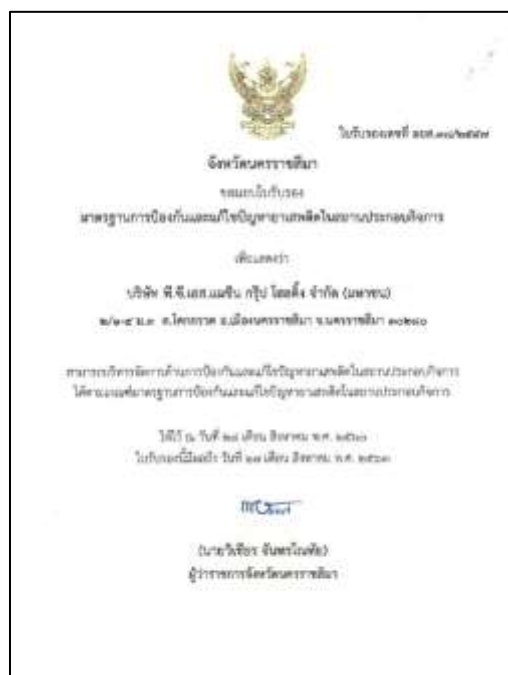 ใบรับรองเลขที่
จังหวัดนครราชสีมา
ขอมอบใบรับรอง
มาตรฐานการป้องกันและแก้ไขปัญหายาเสพติดในสถานประกอบกิจการ
เพื่อแสดงว่า
บริษัท พี.ซี.เอส.แมชีน กรุ๊ป โฮลดิ้ง จำกัด (มหาชน)
ต.โคกกรวด อ.เมืองนครราชสีมา จ.นครราชสีมา ๓๐๒๘๐
สามารถบริหารจัดการด้านการป้องกันและแก้ไขปัญหายาเสพติดในสถานประกอบกิจการ
ได้ตามเกณฑ์มาตรฐานการป้องกันและแก้ไขปัญหายาเสพติดในสถานประกอบกิจการ
ให้ไว้ ณ วันที่ เดือน สิงหาคม พ.ศ.
ใบรับรองนี้มีผลถึง วันที่ เดือน สิงหาคม พ.ศ.
(นายวิเชียร จันทรโณทัย)
ผู้ว่าราชการจังหวัดนครราชสีมา